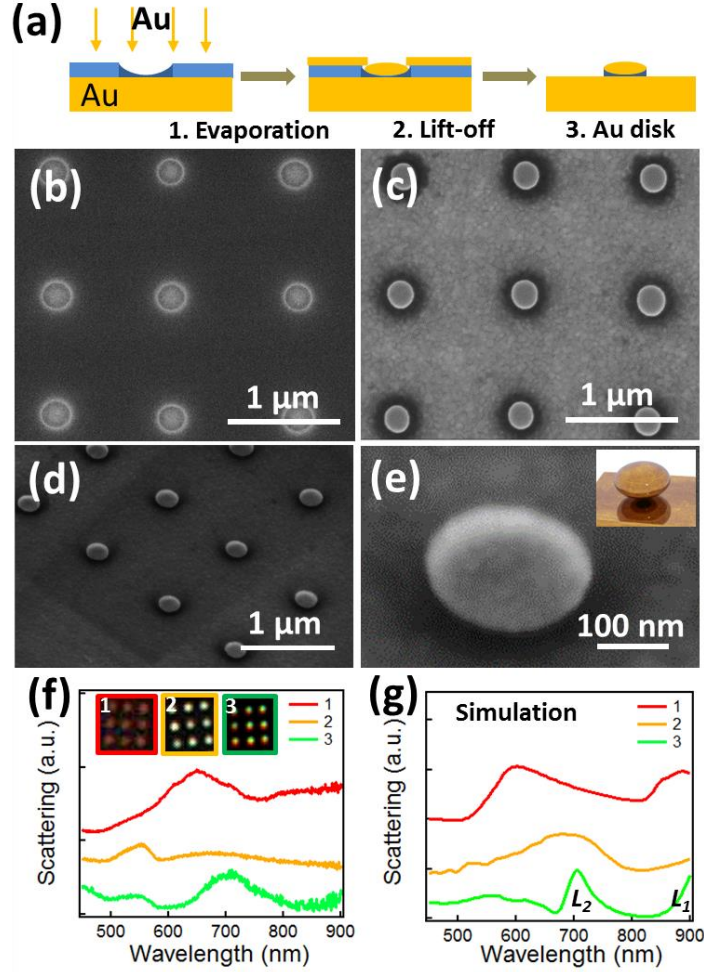 (a)
Au
Au
1. Evaporation 2. Lift-off 3. Au disk
(b)
1 µm
(c)
1 µm
(d)
1 µm
(e)
100 nm
(f)
1 2 3
1
2
3
Scattering (a.u.)
500 600 700 800 900
Wavelength (nm)
(g)
Simulation
1
2
3
Scattering (a.u.)
L2 L1
500 600 700 800 900
Wavelength (nm)